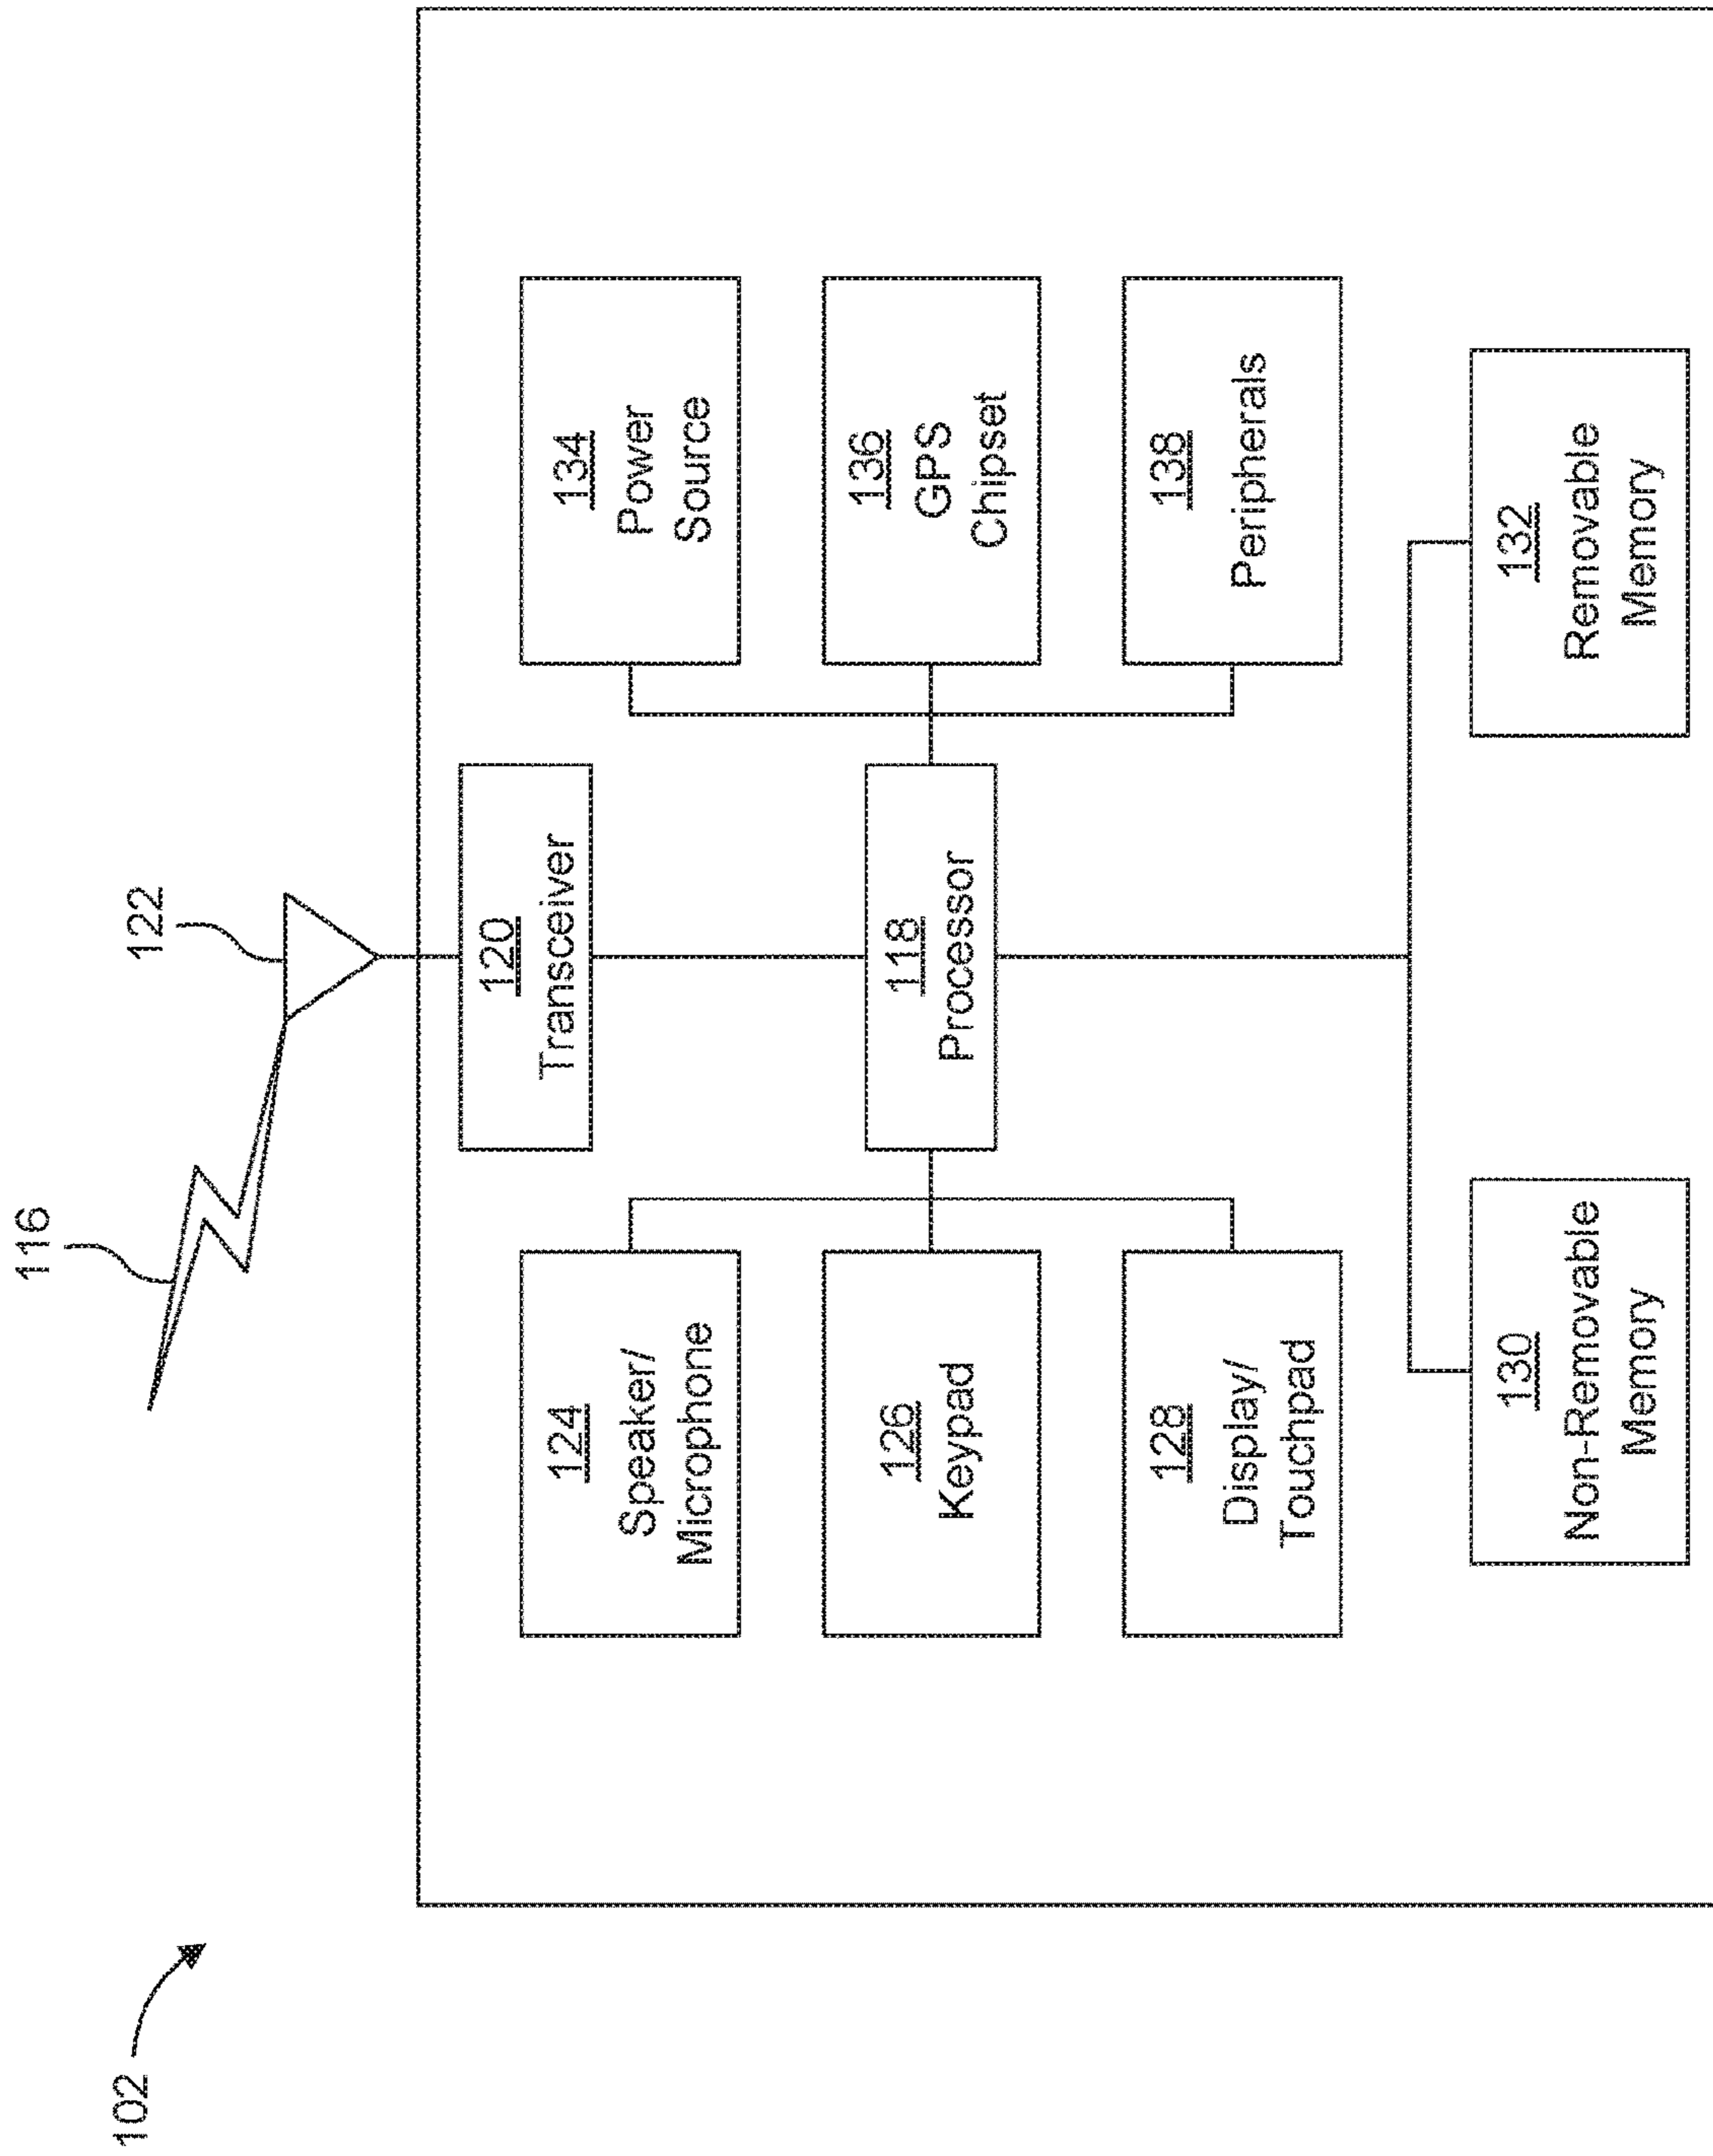 102
116
122
120
Transceiver
124
Speaker/
Microphone
134
Power
Source
118
Processor
126
Keypad
136
GPS
Chipset
128
Display/
Touchpad
138
Peripherals
130
Non-Removable
Memory
132
Removable
Memory